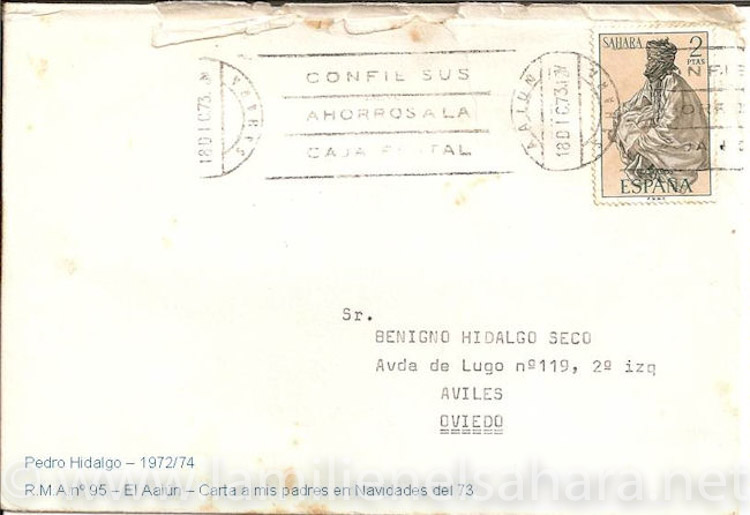 SAHARA 2
PTAS
CONFIE SUS
AHORROS A LA
CAJA POSTAL
18 DIC 73
AAIUN
18 DIC 73
ESPAÑA
Sr.
BENIGNO HIDALGO SECO
Avda de Lugo nº119, 2º izq
AVILES
OVIEDO
Pedro Hidalgo – 1972/74
R.M.A nº 95 – El Aaiun – Carta a mis padres en Navidades del 73